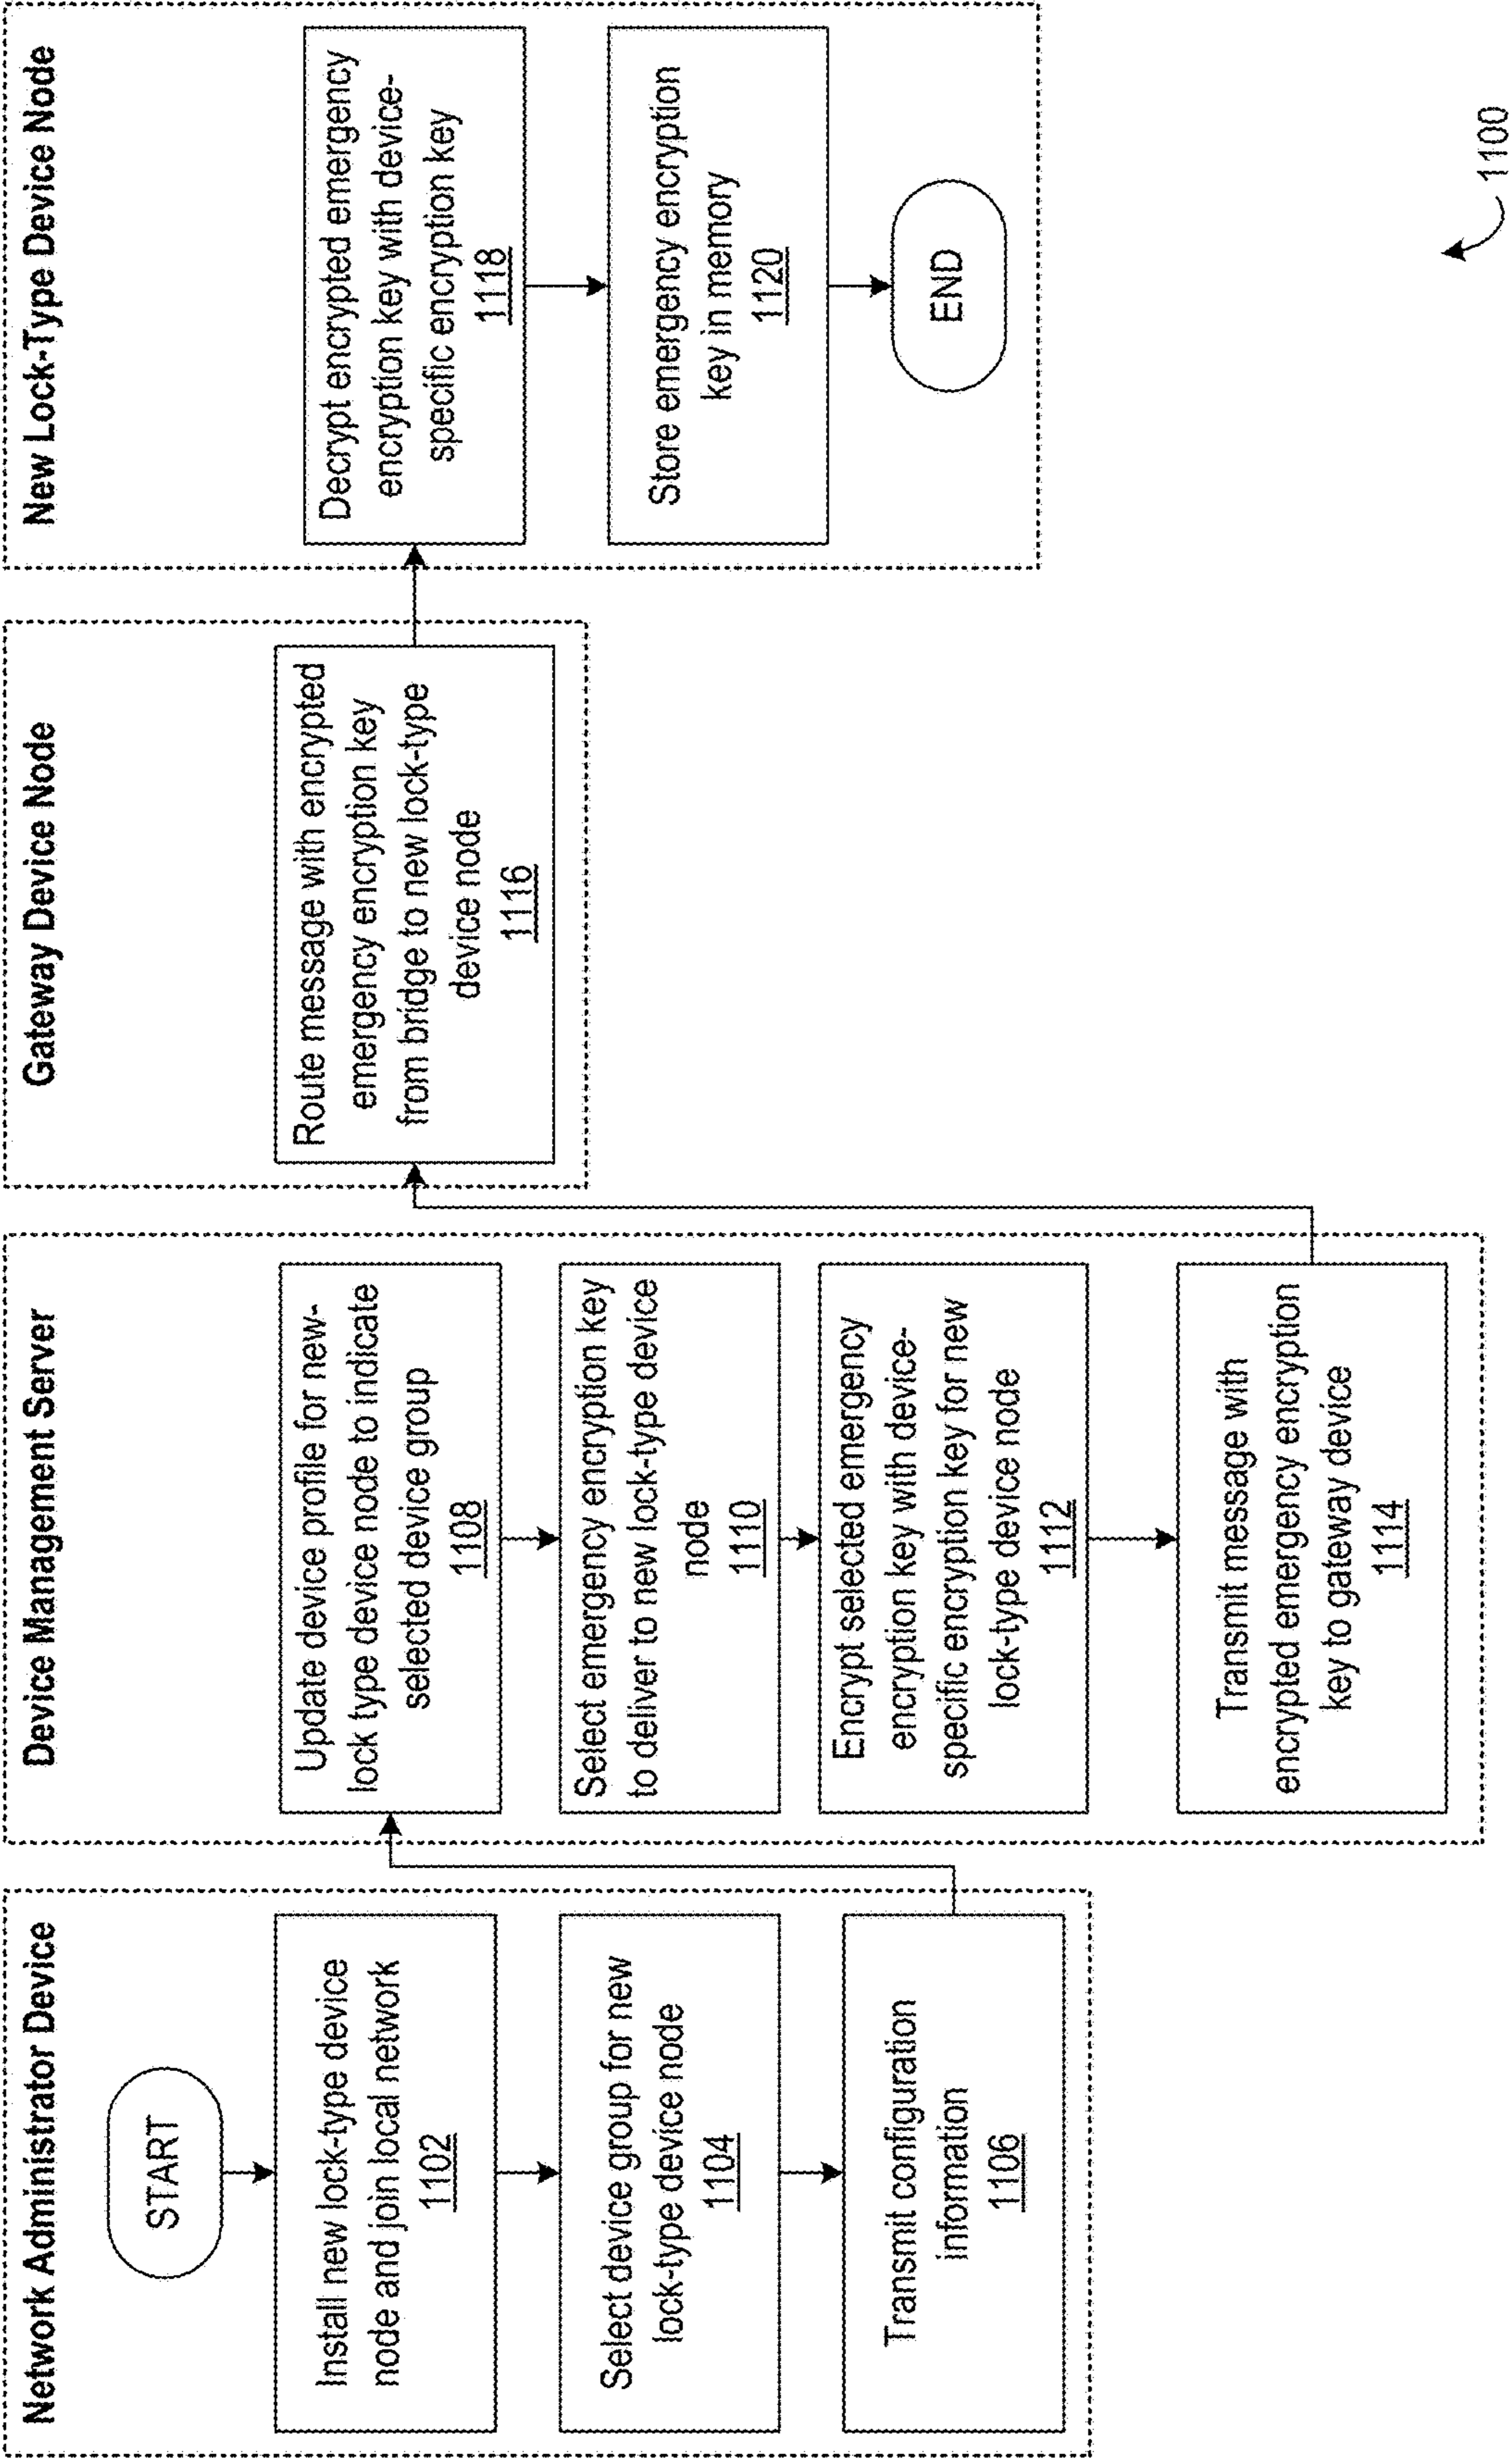 Network Administrator Device
START
Install new lock-type device
node and join local network
1102
Select device group for new
lock-type device node
1104
Transmit configuration
information
1106
Device Management Server
Update device profile for new-
lock type device node to indicate
selected device group
1108
Select emergency encryption key
to deliver to new lock-type device
node
1110
Encrypt selected emergency
encryption key with device-
specific encryption key for new
lock-type device node
1112
Transmit message with
encrypted emergency encryption
key to gateway device
1114
Gateway Device Node
Route message with encrypted
emergency encryption key
from bridge to new lock-type
device node
1116
New Lock-Type Device Node
Decrypt encrypted emergency
encryption key with device-
specific encryption key
1118
Store emergency encryption
key in memory
1120
END
1100